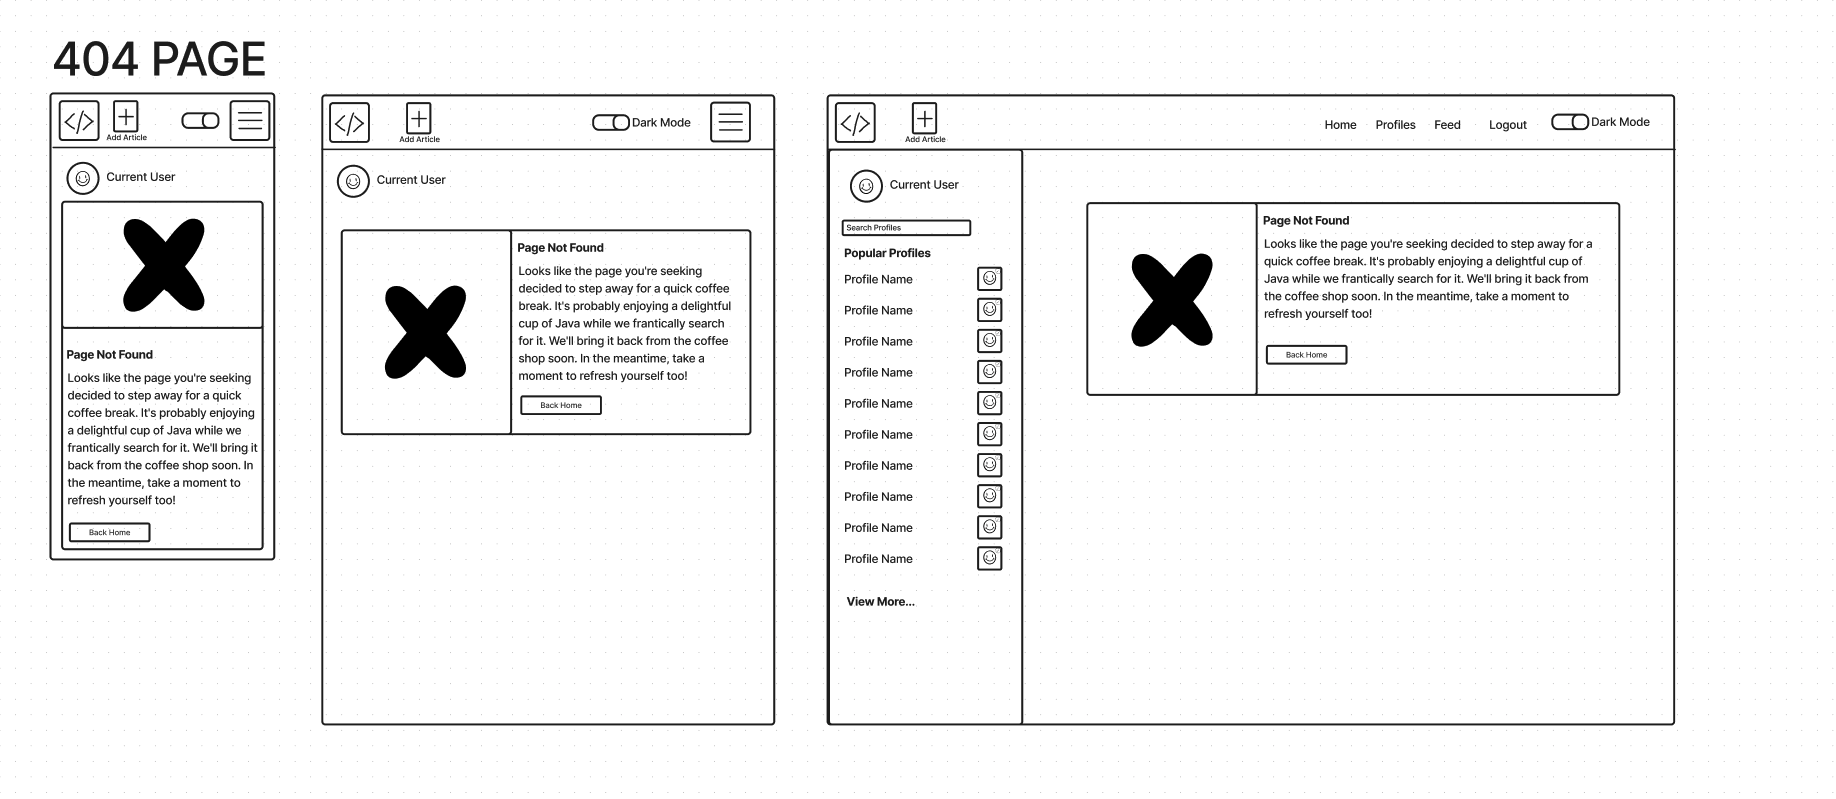 404 PAGE
</>
Add Article
Current User
Page Not Found
Looks like the page you're seeking
decided to step away for a quick
coffee break. It's probably enjoying
a delightful cup of Java while we
frantically search for it. We'll bring it
back from the coffee shop soon. In
the meantime, take a moment to
refresh yourself too!
Back Home
</>
Add Article
Dark Mode
Current User
Page Not Found
Looks like the page you're seeking
decided to step away for a quick coffee
break. It's probably enjoying a delightful
cup of Java while we frantically search
for it. We'll bring it back from the coffee
shop soon. In the meantime, take a
moment to refresh yourself too!
Back Home
</>
Add Article
Home Profiles Feed Logout Dark Mode
Current User
Search Profiles
Popular Profiles
Profile Name
Profile Name
Profile Name
Profile Name
Profile Name
Profile Name
Profile Name
Profile Name
Profile Name
Profile Name
View More...
Page Not Found
Looks like the page you're seeking decided to step away for a
quick coffee break. It's probably enjoying a delightful cup of
Java while we frantically search for it. We'll bring it back from
the coffee shop soon. In the meantime, take a moment to
refresh yourself too!
Back Home